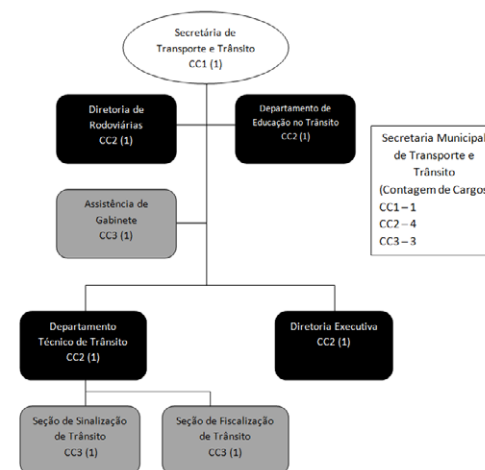 Secretária de
Transporte e Trânsito
CC1 (1)
Diretoria de
Rodoviárias
CC2 (1)
Departamento de
Educação no Trânsito
CC2 (1)
Secretaria Municipal
de Transporte e
Trânsito
(Contagem de Cargos
CC1 – 1
CC2 – 4
CC3 – 3
Assistência de
Gabinete
CC3 (1)
Departamento
Técnico de Trânsito
CC2 (1)
Diretoria Executiva
CC2 (1)
Seção de Sinalização
de Trânsito
CC3 (1)
Seção de Fiscalização
de Trânsito
CC3 (1)